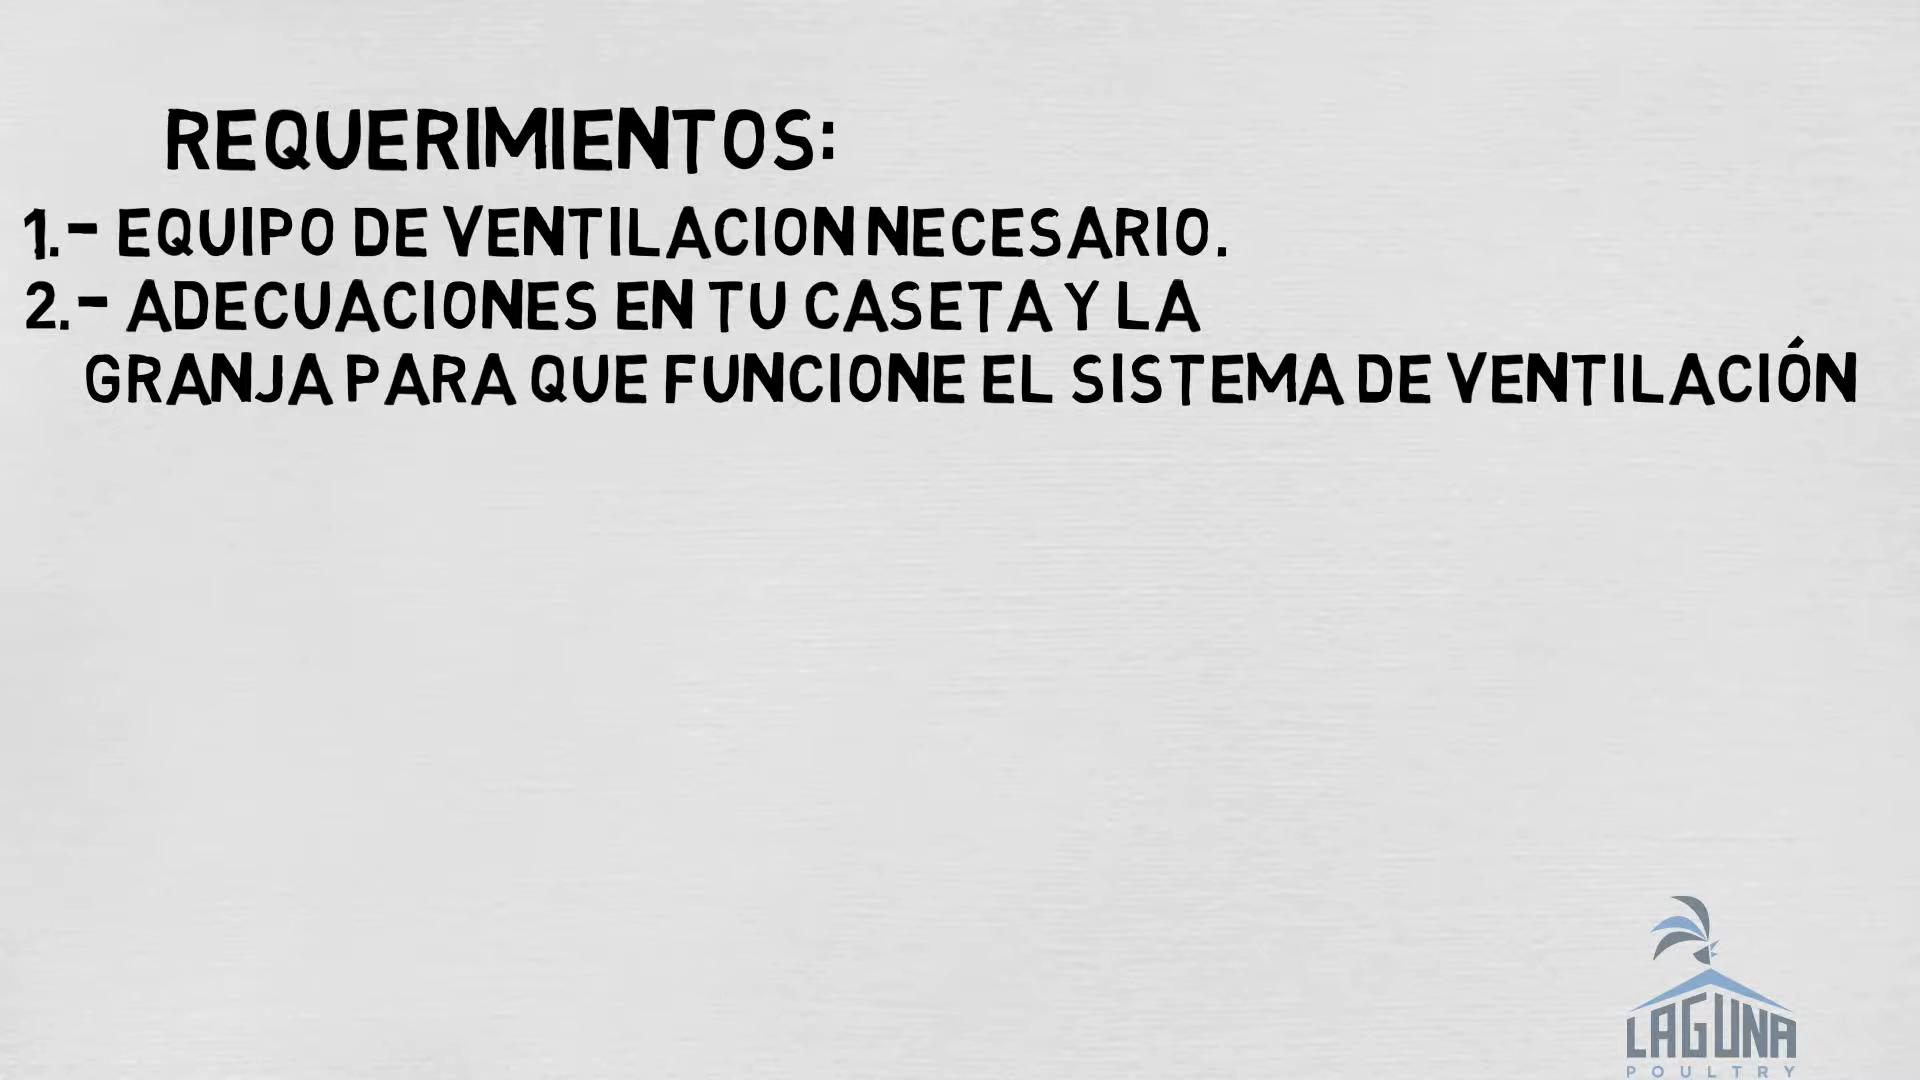 REQUERIMIENTOS:
1.- EQUIPO DE VENTILACION NECESARIO.
2.- ADECUACIONES EN TU CASETA Y LA
GRANJA PARA QUE FUNCIONE EL SISTEMA DE VENTILACIÓN
LAGUNA
POULTRY